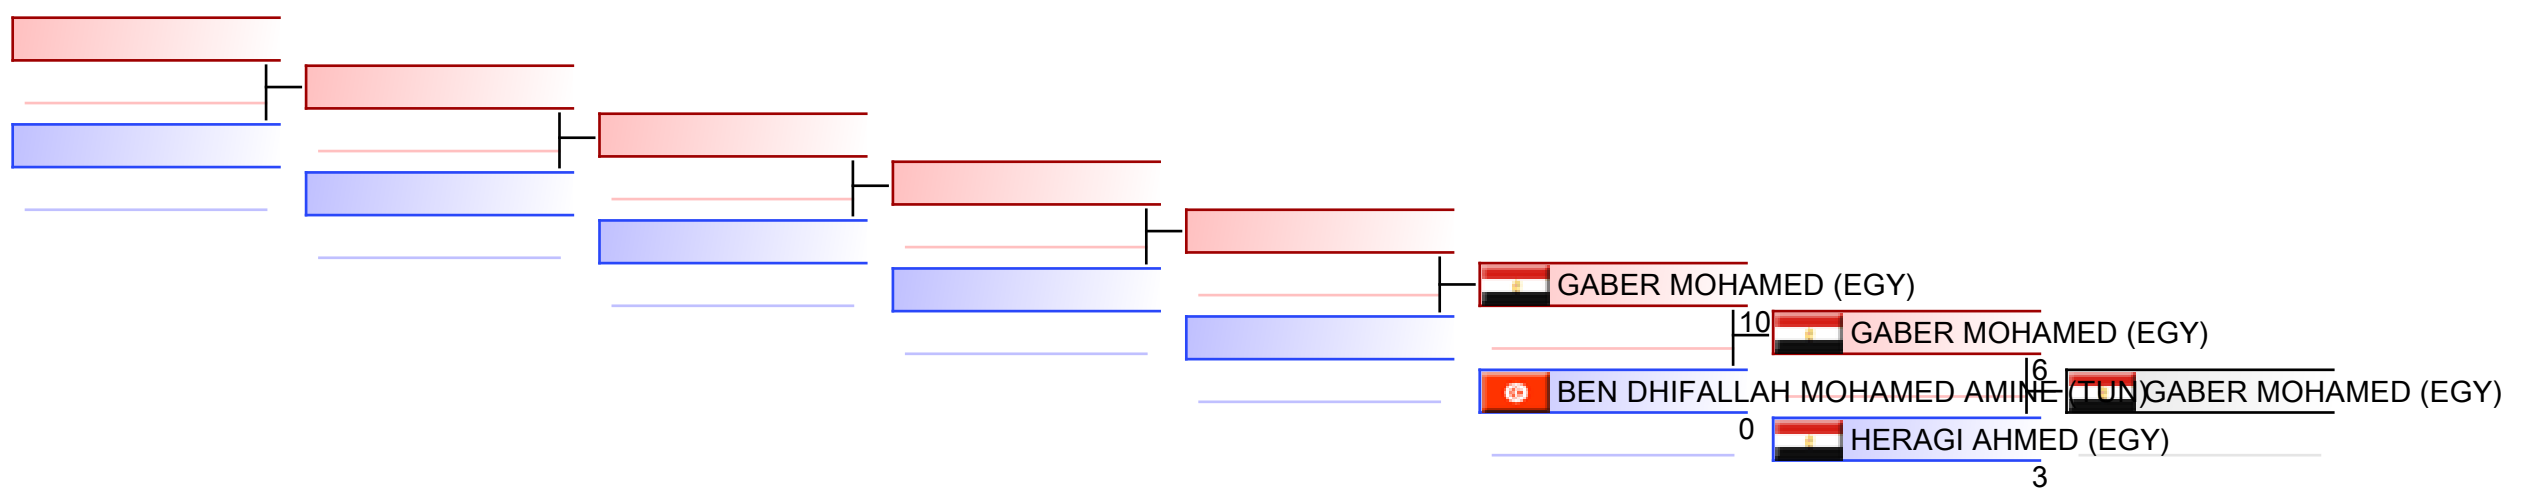 GABER MOHAMED (EGY)
10
GABER MOHAMED (EGY)
6
BEN DHIFALLAH MOHAMED AMINE (TUN)
GABER MOHAMED (EGY)
0
HERAGI AHMED (EGY)
3